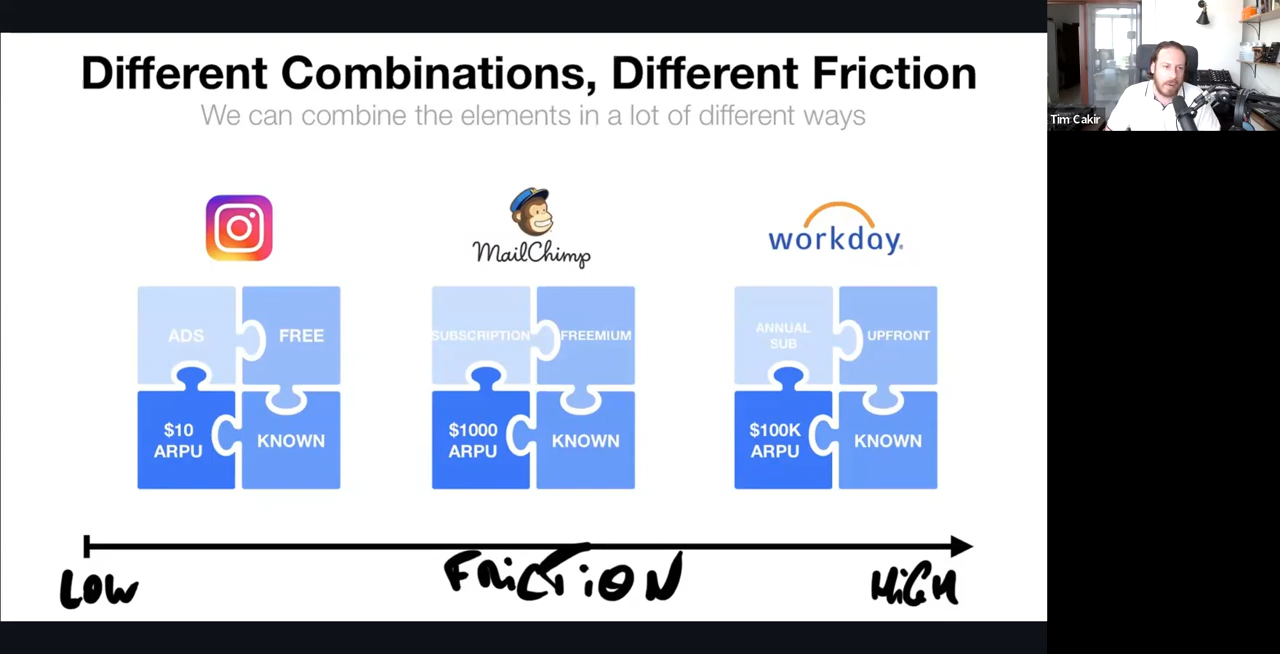 Different Combinations, Different Friction
We can combine the elements in a lot of different ways
MailChimp
workday.
ADS
FREE
$10
ARPU
KNOWN
SUBSCRIPTION
FREEMIUM
$1000
ARPU
KNOWN
ANNUAL
SUB
UPFRONT
$100K
ARPU
KNOWN
LOW
FRiCTiON
HiGH
Tim Cakir